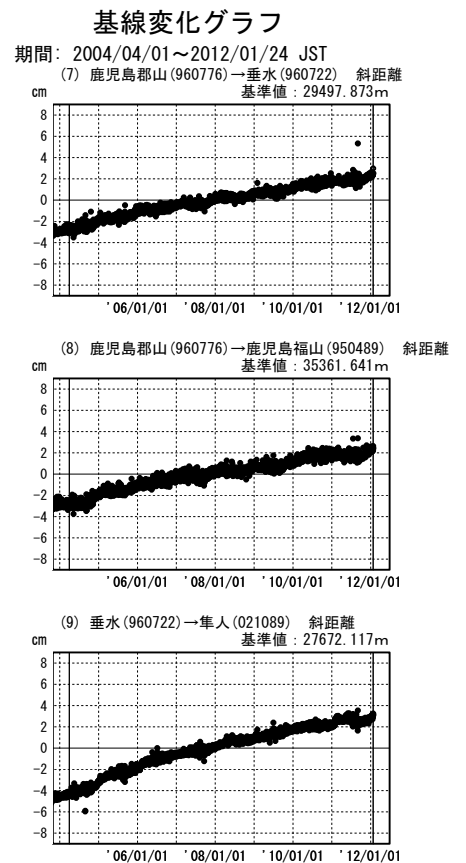 基線変化グラフ
期間: 2004/04/01~2012/01/24 JST
(7) 鹿児島郡山(960776)→垂水(960722) 斜距離
cm 基準値:29497.873m
8
6
4
2
0
-2
-4
-6
-8
'06/01/01 '08/01/01 '10/01/01 '12/01/01
(8) 鹿児島郡山(960776)→鹿児島福山(950489) 斜距離
cm 基準値:35361.641m
8
6
4
2
0
-2
-4
-6
-8
'06/01/01 '08/01/01 '10/01/01 '12/01/01
(9) 垂水(960722)→隼人(021089) 斜距離
cm 基準値:27672.117m
8
6
4
2
0
-2
-4
-6
-8
'06/01/01 '08/01/01 '10/01/01 '12/01/01